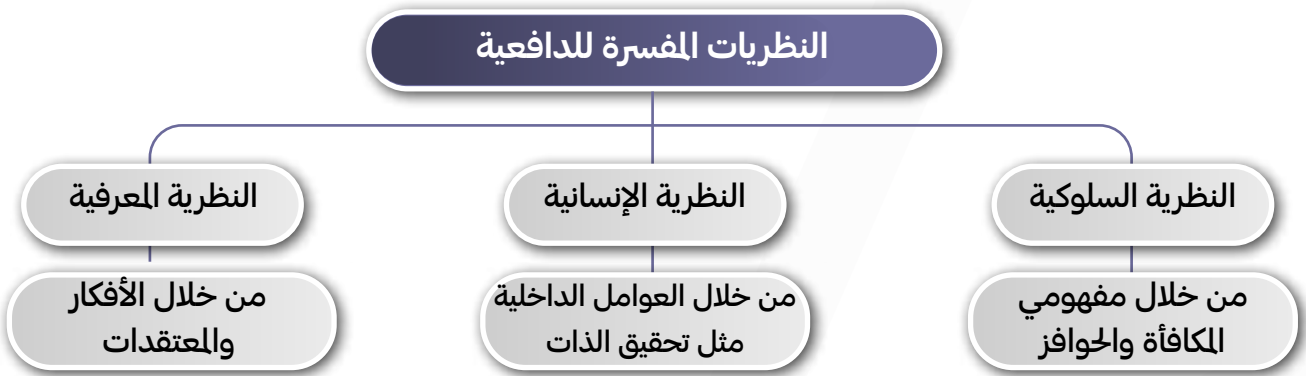 النظريات المفسرة للدافعية
النظرية السلوكية
من خلال مفهومي
المكافأة والحوافز
النظرية الإنسانية
من خلال العوامل الداخلية
مثل تحقيق الذات
النظرية المعرفية
من خلال الأفكار
والمعتقدات